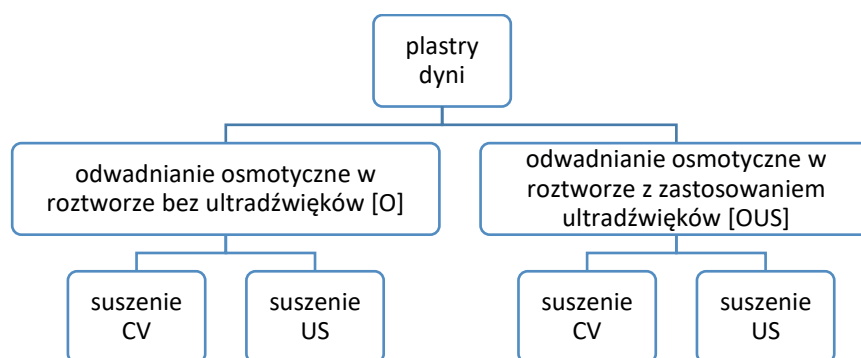 plastry
dyni
odwadnianie osmotyczne w
roztworze bez ultradźwięków [O]
odwadnianie osmotyczne w
roztworze z zastosowaniem
ultradźwięków [OUS]
suszenie
CV
suszenie
US
suszenie
CV
suszenie
US